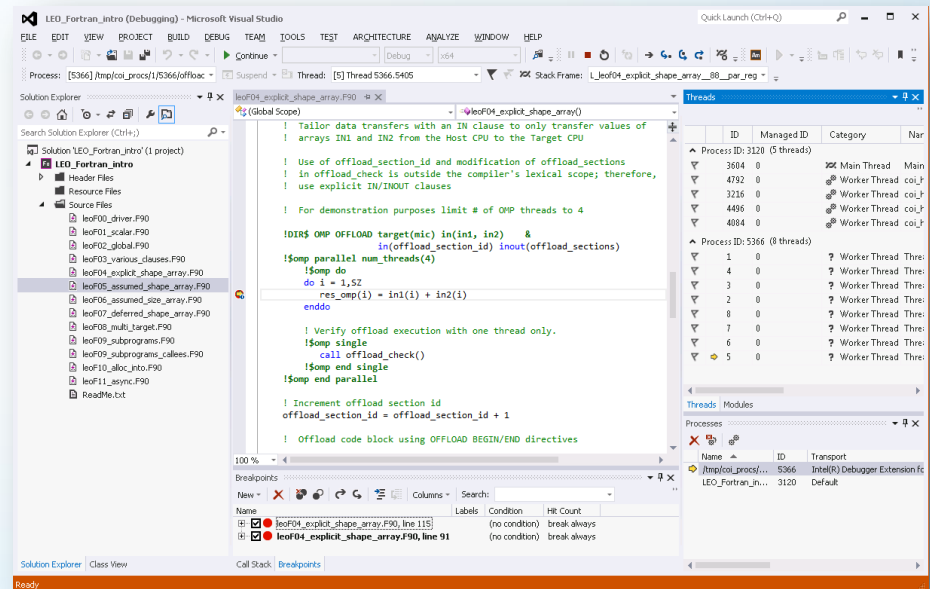 LEO_Fortran_intro (Debugging) - Microsoft Visual Studio
Quick Launch (Ctrl+Q)
FILE EDIT VIEW PROJECT BUILD DEBUG TEAM TOOLS TEST ARCHITECTURE ANALYZE WINDOW HELP
Continue Debug x64
Process: [5366] /tmp/coi_procs/1/5366/offloac Suspend Thread: [5] Thread 5366.5405 Stack Frame: L_leof04_explicit_shape_array__88__par_reg
Solution Explorer
Search Solution Explorer (Ctrl+;)
Solution 'LEO_Fortran_intro' (1 project)
LEO_Fortran_intro
Header Files
Resource Files
Source Files
leoF00_driver.F90
leoF01_scalar.F90
leoF02_global.F90
leoF03_various_clauses.F90
leoF04_explicit_shape_array.F90
leoF05_assumed_shape_array.F90
leoF06_assumed_size_array.F90
leoF07_deferred_shape_array.F90
leoF08_multi_target.F90
leoF09_subprograms.F90
leoF09_subprograms_callees.F90
leoF10_alloc_into.F90
leoF11_async.F90
ReadMe.txt
Solution Explorer Class View
leoF04_explicit_shape_array.F90
(Global Scope) leoF04_explicit_shape_array()
! Tailor data transfers with an IN clause to only transfer values of
! arrays IN1 and IN2 from the Host CPU to the Target CPU
! Use of offload_section_id and modification of offload_sections
! in offload_check is outside the compiler's lexical scope; therefore,
! use explicit IN/INOUT clauses
! For demonstration purposes limit # of OMP threads to 4
!DIR$ OMP OFFLOAD target(mic) in(in1, in2) &
in(offload_section_id) inout(offload_sections)
!$omp parallel num_threads(4)
!$omp do
do i = 1,SZ
res_omp(i) = in1(i) + in2(i)
enddo
! Verify offload execution with one thread only.
!$omp single
call offload_check()
!$omp end single
!$omp end parallel
! Increment offload section id
offload_section_id = offload_section_id + 1
! Offload code block using OFFLOAD BEGIN/END directives
100 %
Breakpoints
New Columns Search:
Name Labels Condition Hit Count
leoF04_explicit_shape_array.F90, line 115 (no condition) break always
leoF04_explicit_shape_array.F90, line 91 (no condition) break always
Call Stack Breakpoints
Threads
ID Managed ID Category Nar
Process ID: 3120 (5 threads)
3604 0 Main Thread Main
4792 0 Worker Thread coi_h
3216 0 Worker Thread coi_h
4496 0 Worker Thread coi_h
4084 0 Worker Thread coi_h
Process ID: 5366 (8 threads)
1 0 ? Worker Thread Threa
4 0 ? Worker Thread Threa
3 0 ? Worker Thread Threa
2 0 ? Worker Thread Threa
8 0 ? Worker Thread Threa
7 0 ? Worker Thread Threa
6 0 ? Worker Thread Threa
5 0 ? Worker Thread Threa
Threads Modules
Processes
Name ID Transport
/tmp/coi_procs/... 5366 Intel(R) Debugger Extension fc
LEO_Fortran_in... 3120 Default
Ready